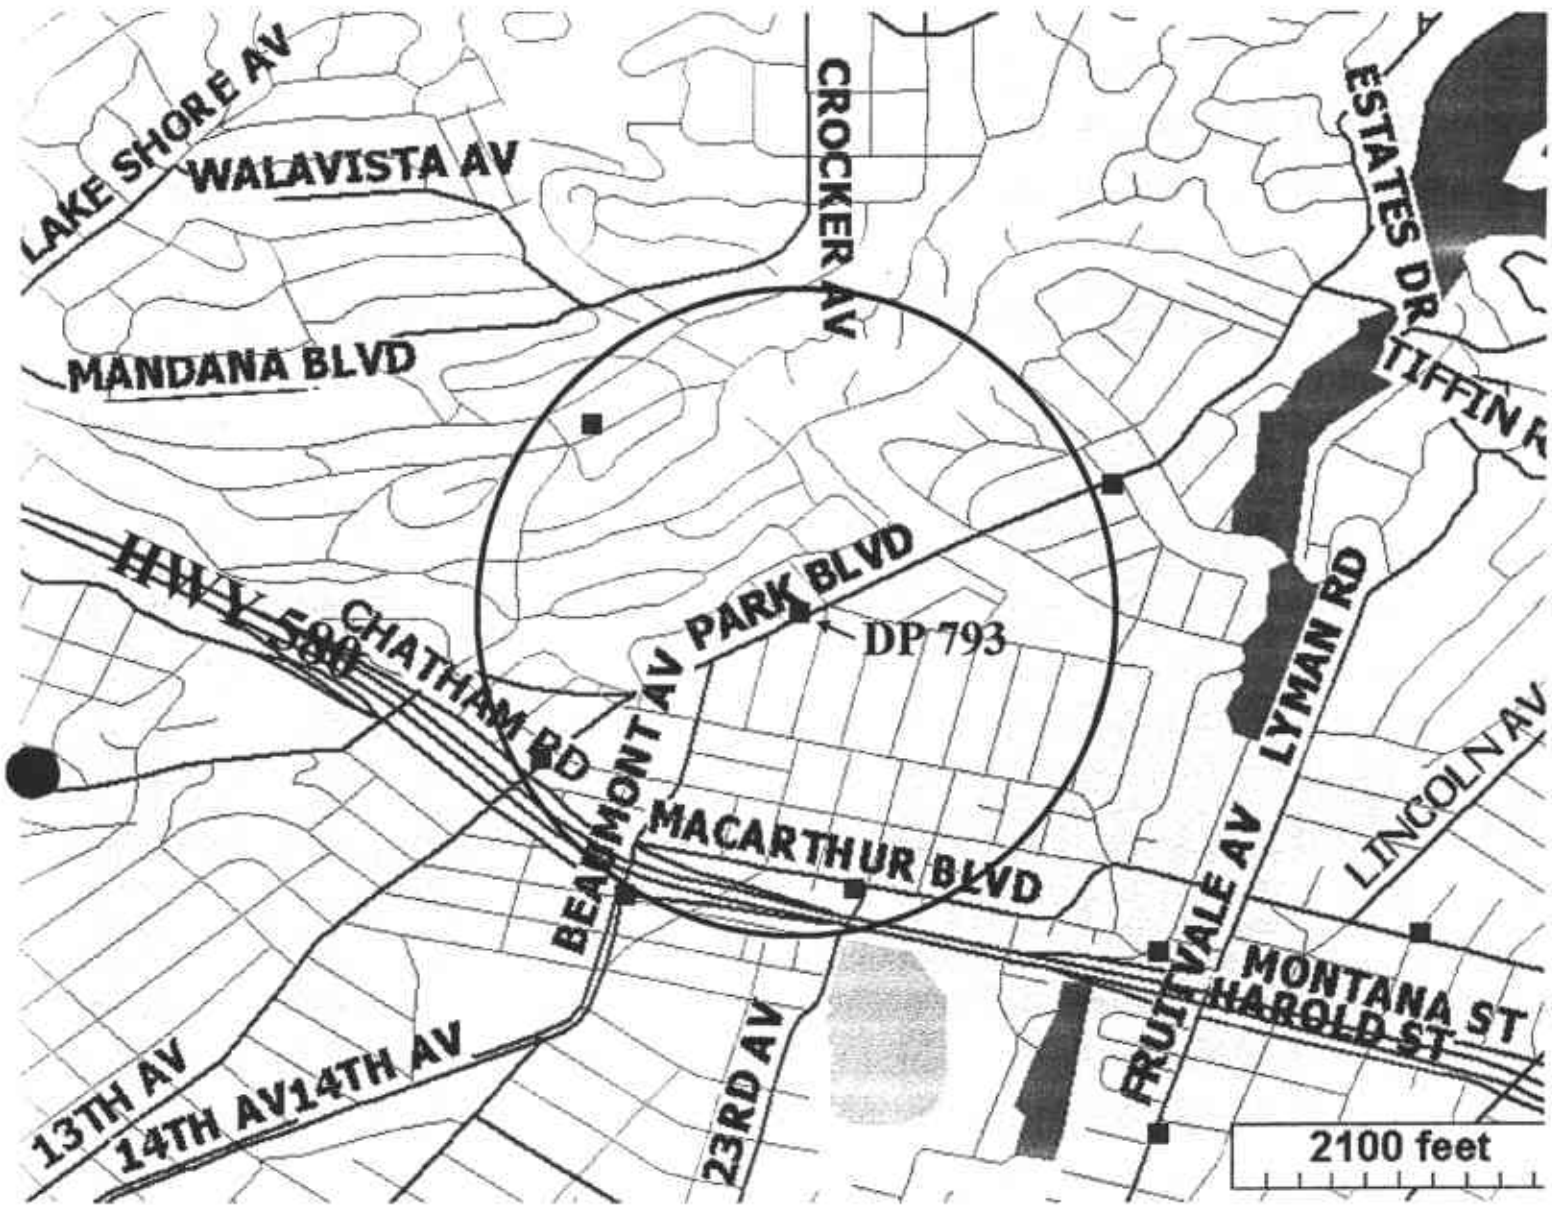 LAKE SHORE AV
WALAVISTA AV
CROCKER AV
ESTATES DR
MANDANA BLVD
TIFFIN R
HWY 580
CHATHAM RD
PARK BLVD
DP 793
LYMAN RD
BEAUMONT AV
MACARTHUR BLVD
LINCOLN AV
FRUITVALE AV
MONTANA ST
HAROLD ST
13TH AV
14TH AV 14TH AV
23RD AV
2100 feet